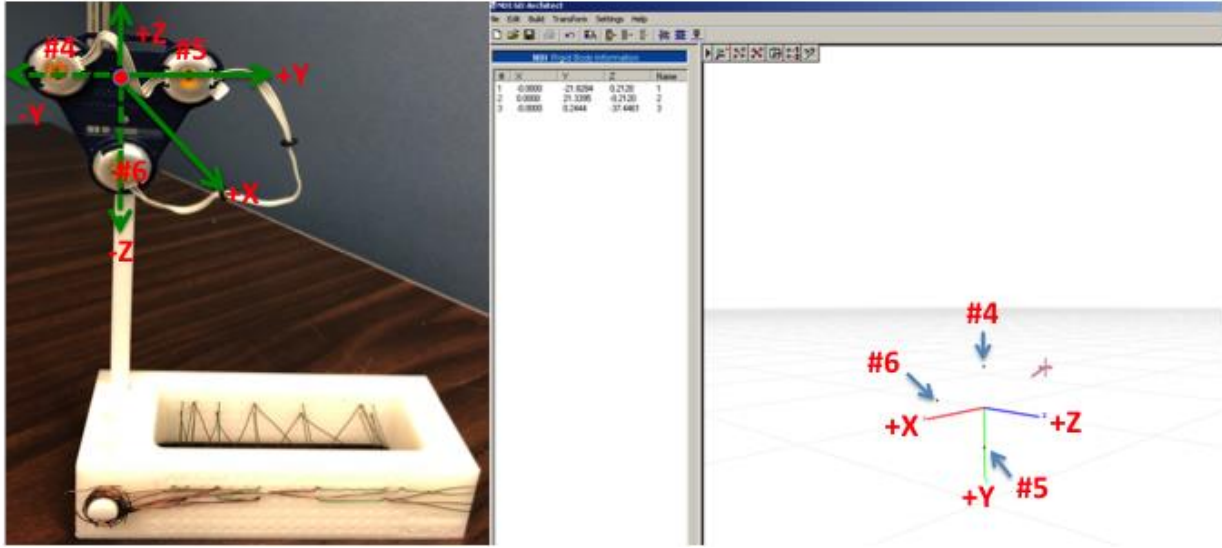 #4
+Z
#5
+Y
-Y
#6
+X
-Z
NDI 6D Architect
File Edit Build Transform Settings Help
NDI Rigid Body Information
# X Y Z Name
1 -0.0000 -21.8284 0.2120 1
2 0.0000 21.3395 -0.2120 2
3 -0.0000 0.2444 -37.4461 3
#4
#6
+X
+Z
+Y
#5